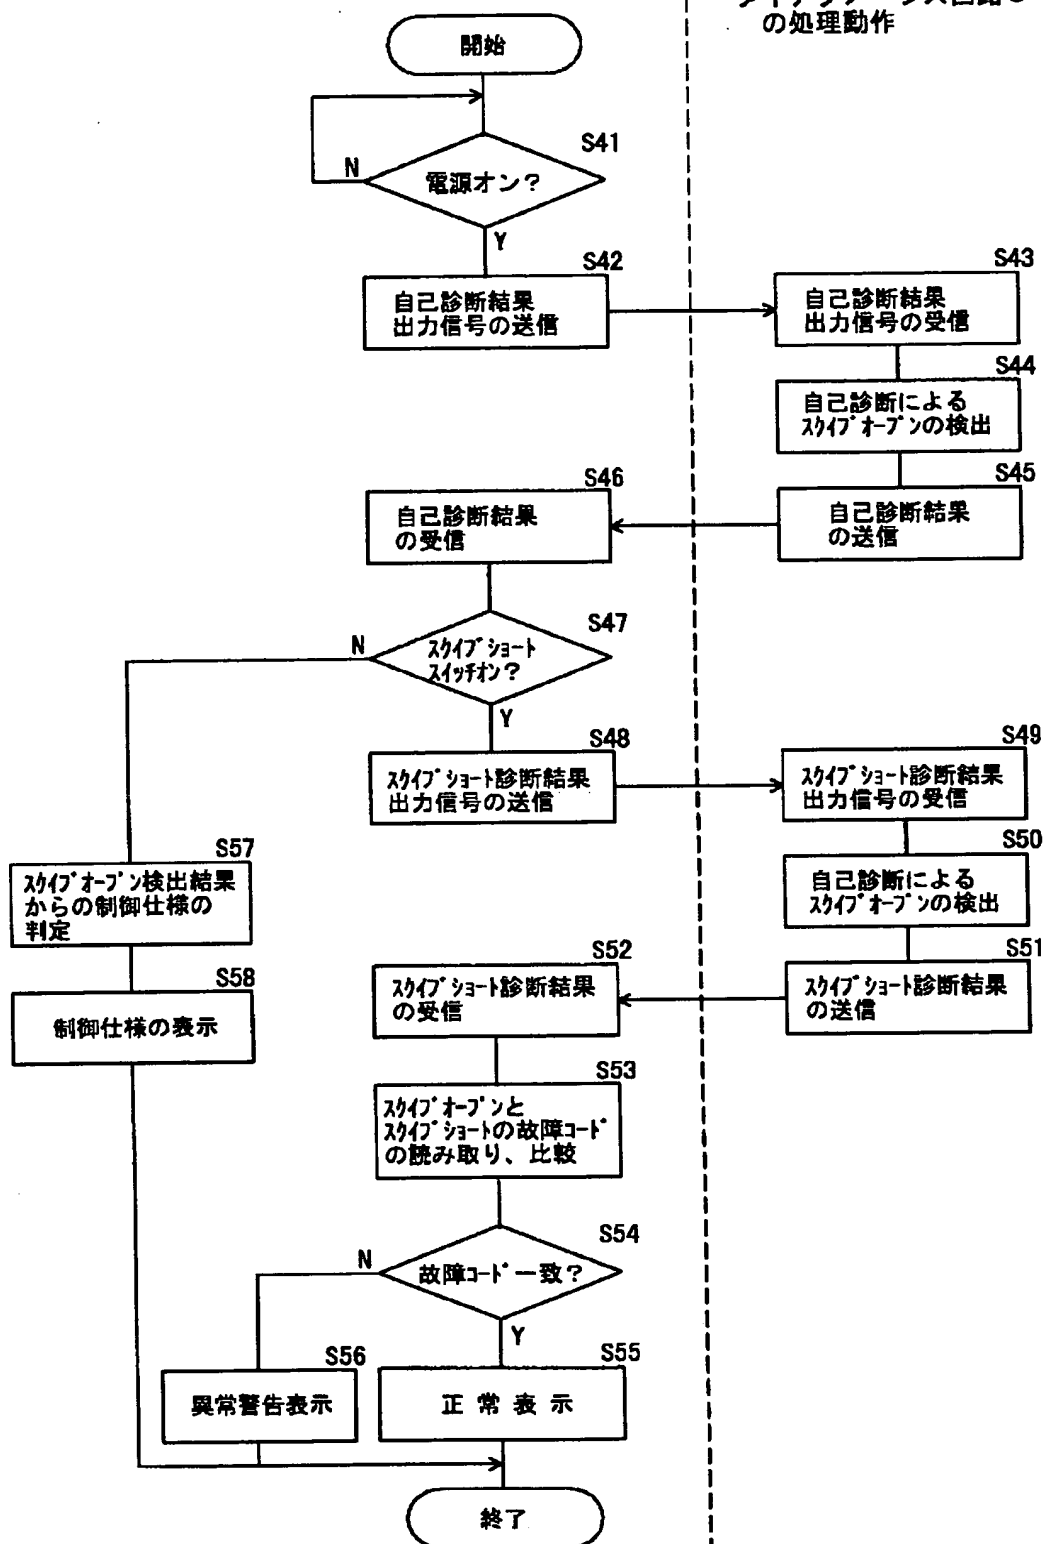 の処理動作
開始
S41
N
電源オン?
Y
S42
自己診断結果
出力信号の送信
S43
自己診断結果
出力信号の受信
S44
自己診断による
スクイブオープンの検出
S45
自己診断結果
の送信
S46
自己診断結果
の受信
S47
N
スクイブショート
スイッチオン?
Y
S48
スクイブショート診断結果
出力信号の送信
S49
スクイブショート診断結果
出力信号の受信
S50
自己診断による
スクイブオープンの検出
S51
スクイブショート診断結果
の送信
S57
スクイブオープン検出結果
からの制御仕様の
判定
S58
制御仕様の表示
S52
スクイブショート診断結果
の受信
S53
スクイブオープンと
スクイブショートの故障コード
の読み取り、比較
S54
N
故障コード一致?
Y
S56
異常警告表示
S55
正常表示
終了